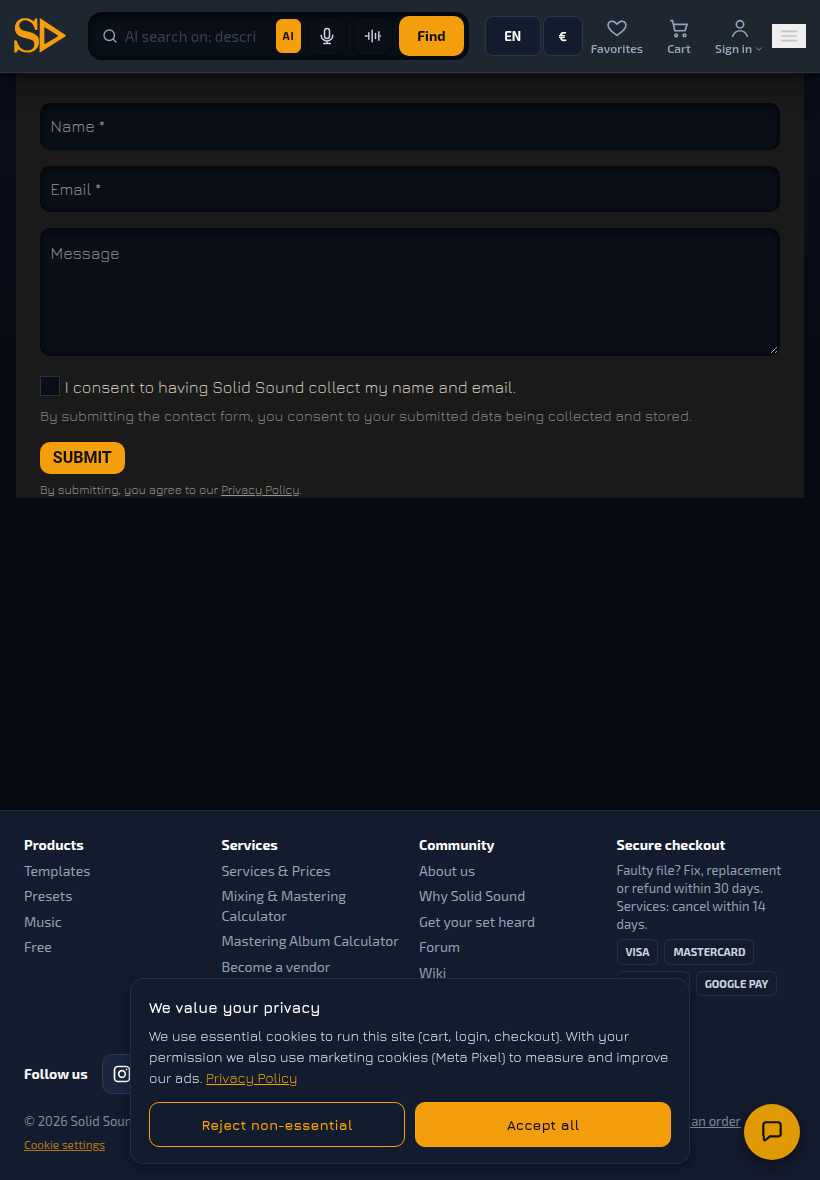 SD
AI search on: descri
AI
Find
EN
€
Favorites
Cart
Sign in
Name *
Email *
Message
I consent to having Solid Sound collect my name and email.
By submitting the contact form, you consent to your submitted data being collected and stored.
SUBMIT
By submitting, you agree to our Privacy Policy.
Products
Templates
Presets
Music
Free
Services
Services & Prices
Mixing & Mastering
Calculator
Mastering Album Calculator
Become a vendor
Community
About us
Why Solid Sound
Get your set heard
Forum
Wiki
Secure checkout
Faulty file? Fix, replacement
or refund within 30 days.
Services: cancel within 14
days.
VISA
MASTERCARD
GOOGLE PAY
We value your privacy
We use essential cookies to run this site (cart, login, checkout). With your
permission we also use marketing cookies (Meta Pixel) to measure and improve
our ads. Privacy Policy
Reject non-essential
Accept all
Follow us
© 2026 Solid Soun
an order
Cookie settings